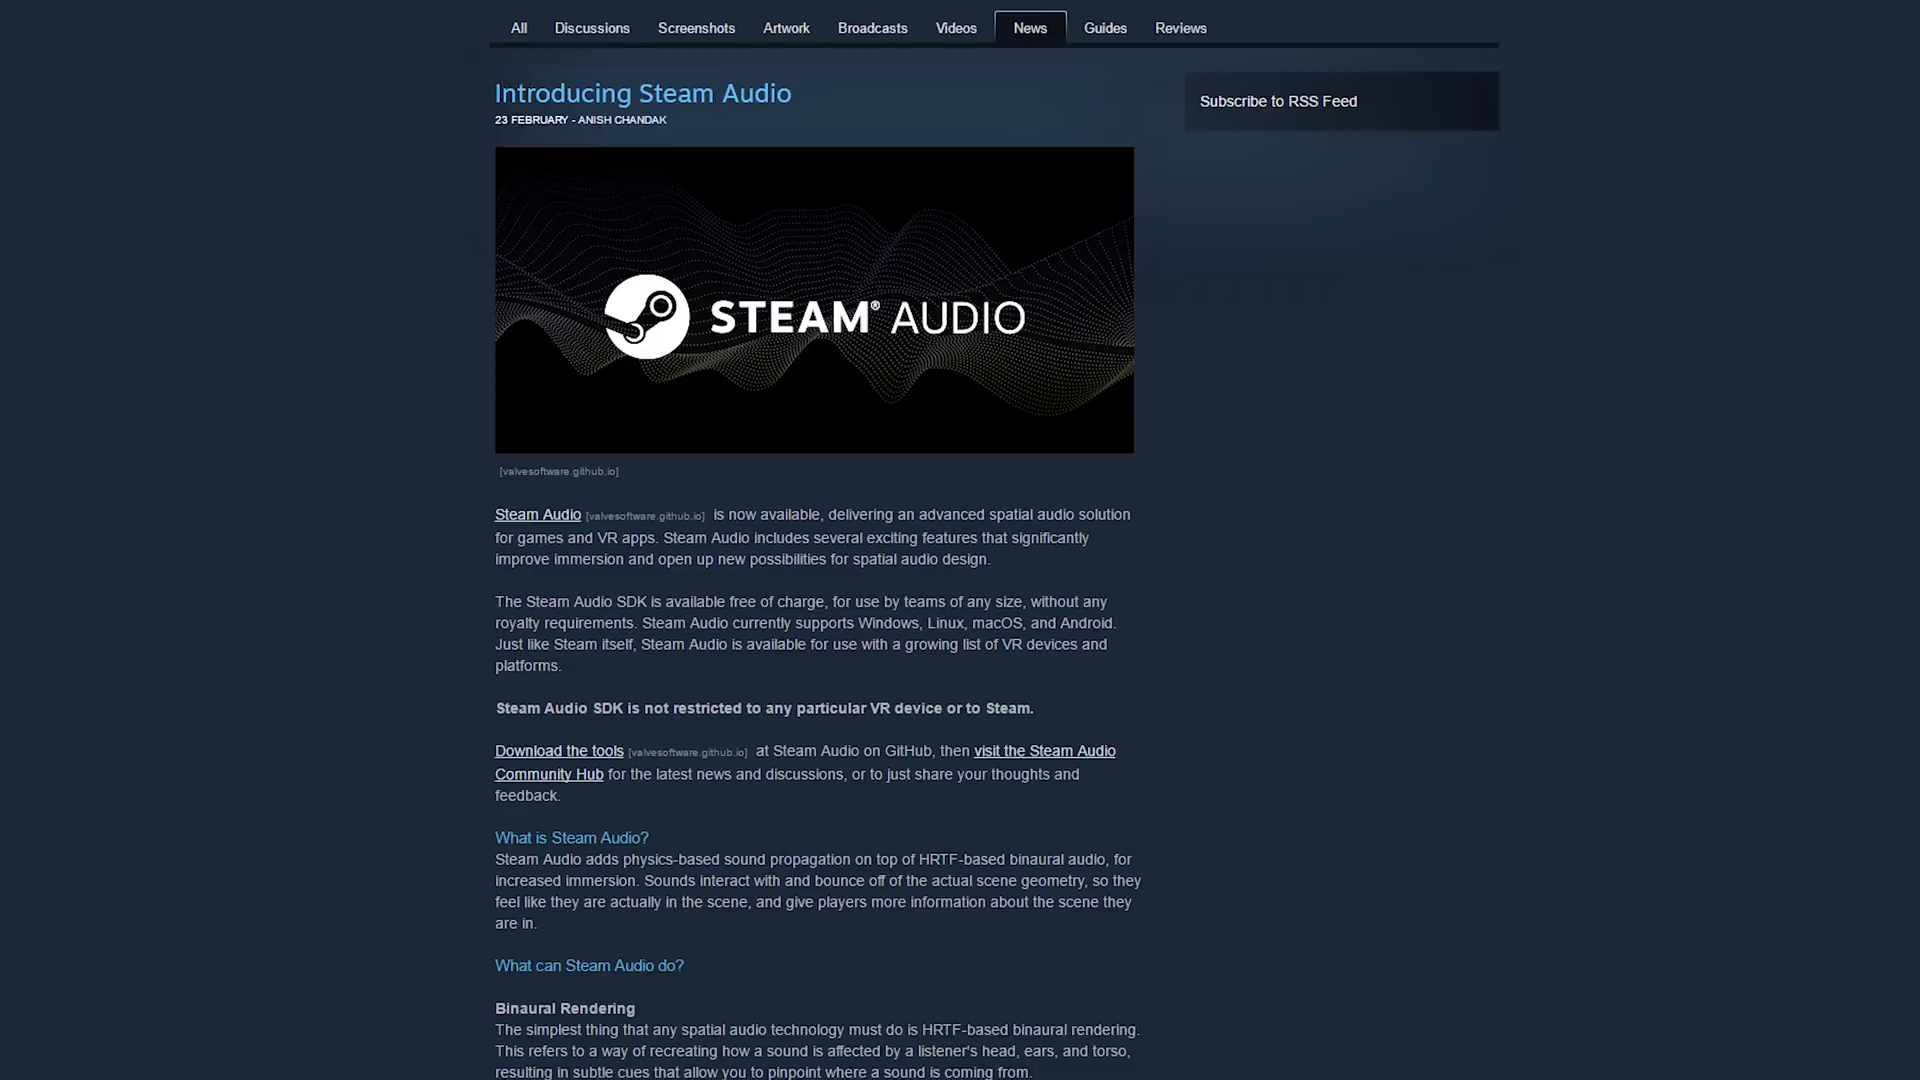 All Discussions Screenshots Artwork Broadcasts Videos News Guides Reviews
Introducing Steam Audio
23 FEBRUARY - ANISH CHANDAK
Subscribe to RSS Feed
STEAM® AUDIO
[valvesoftware.github.io]
Steam Audio [valvesoftware.github.io] is now available, delivering an advanced spatial audio solution
for games and VR apps. Steam Audio includes several exciting features that significantly
improve immersion and open up new possibilities for spatial audio design.
The Steam Audio SDK is available free of charge, for use by teams of any size, without any
royalty requirements. Steam Audio currently supports Windows, Linux, macOS, and Android.
Just like Steam itself, Steam Audio is available for use with a growing list of VR devices and
platforms.
Steam Audio SDK is not restricted to any particular VR device or to Steam.
Download the tools [valvesoftware.github.io] at Steam Audio on GitHub, then visit the Steam Audio
Community Hub for the latest news and discussions, or to just share your thoughts and
feedback.
What is Steam Audio?
Steam Audio adds physics-based sound propagation on top of HRTF-based binaural audio, for
increased immersion. Sounds interact with and bounce off of the actual scene geometry, so they
feel like they are actually in the scene, and give players more information about the scene they
are in.
What can Steam Audio do?
Binaural Rendering
The simplest thing that any spatial audio technology must do is HRTF-based binaural rendering.
This refers to a way of recreating how a sound is affected by a listener's head, ears, and torso,
resulting in subtle cues that allow you to pinpoint where a sound is coming from.